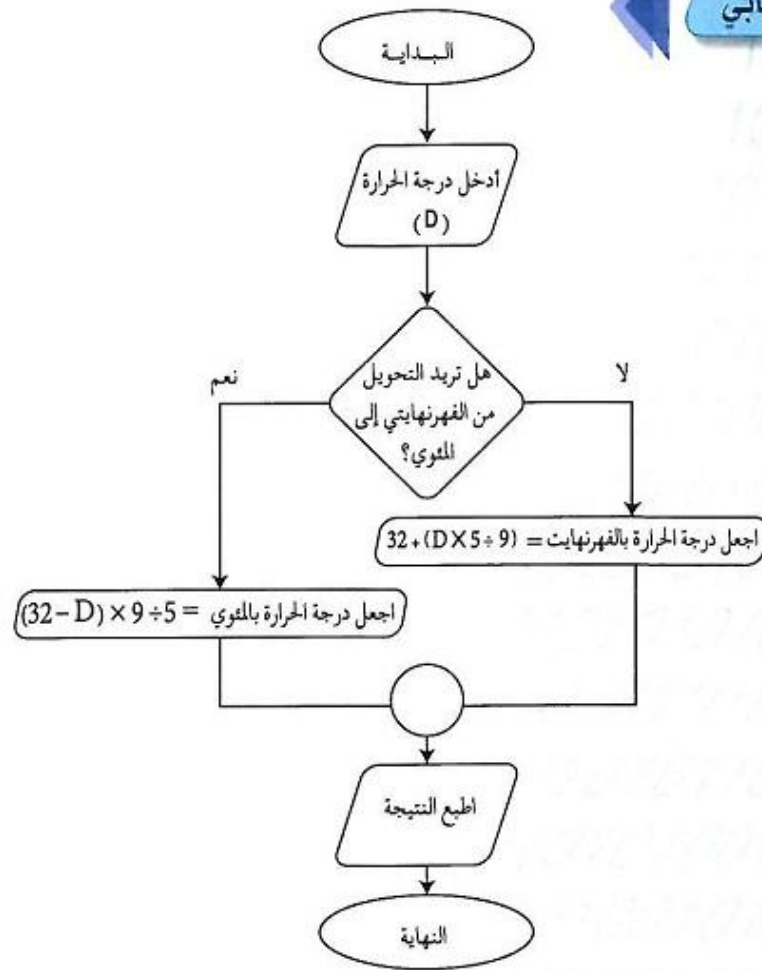 البداية
أدخل درجة الحرارة
(D)
هل تريد التحويل
من الفهرنهايتي إلى
المئوي؟
نعم
لا
اجعل درجة الحرارة بالفهرنهايت = 32+(D×5÷9)
اجعل درجة الحرارة بالمئوي = (32-D)×9÷5
اطبع النتيجة
النهاية